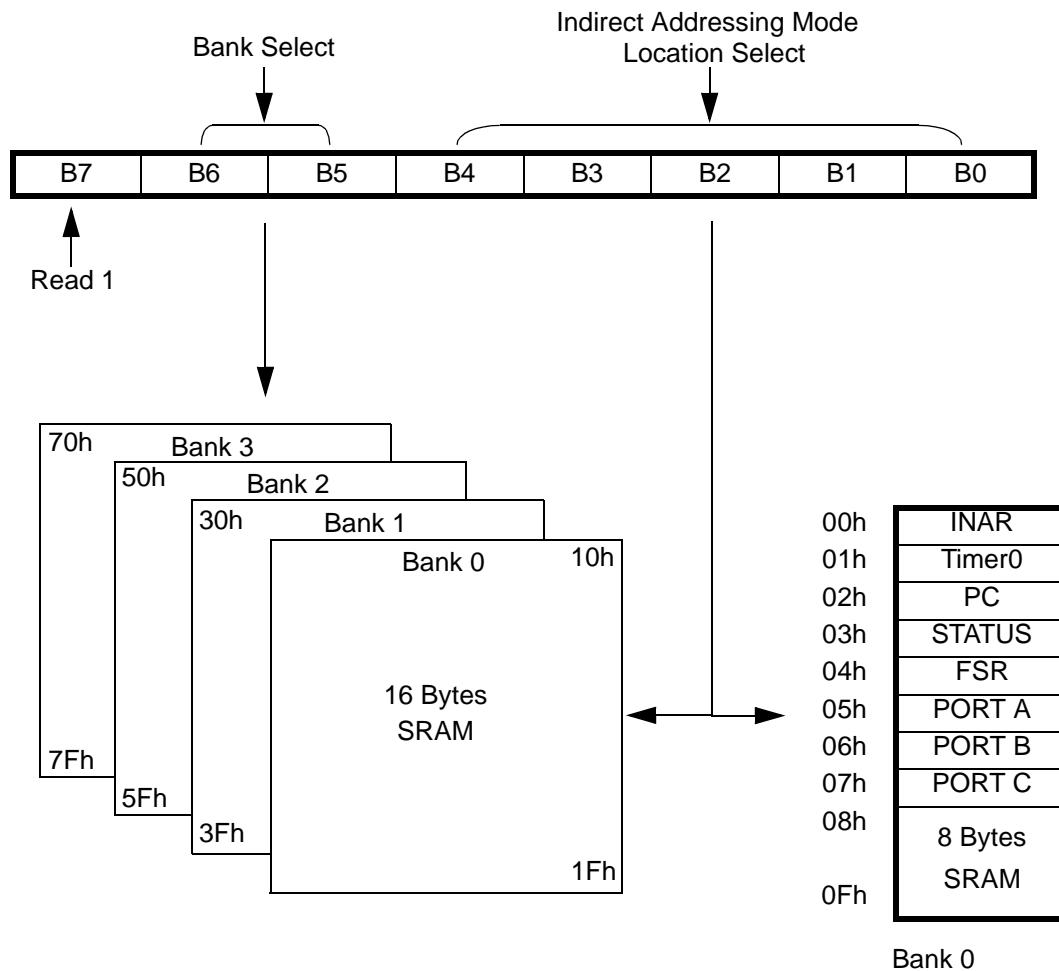 Indirect Addressing Mode
Location Select
Bank Select
B7 B6 B5 B4 B3 B2 B1 B0
Read 1
70h Bank 3
50h Bank 2
30h Bank 1
Bank 0 10h
16 Bytes
SRAM
7Fh
5Fh
3Fh
1Fh
00h INAR
01h Timer0
02h PC
03h STATUS
04h FSR
05h PORT A
06h PORT B
07h PORT C
08h
8 Bytes
SRAM
0Fh
Bank 0